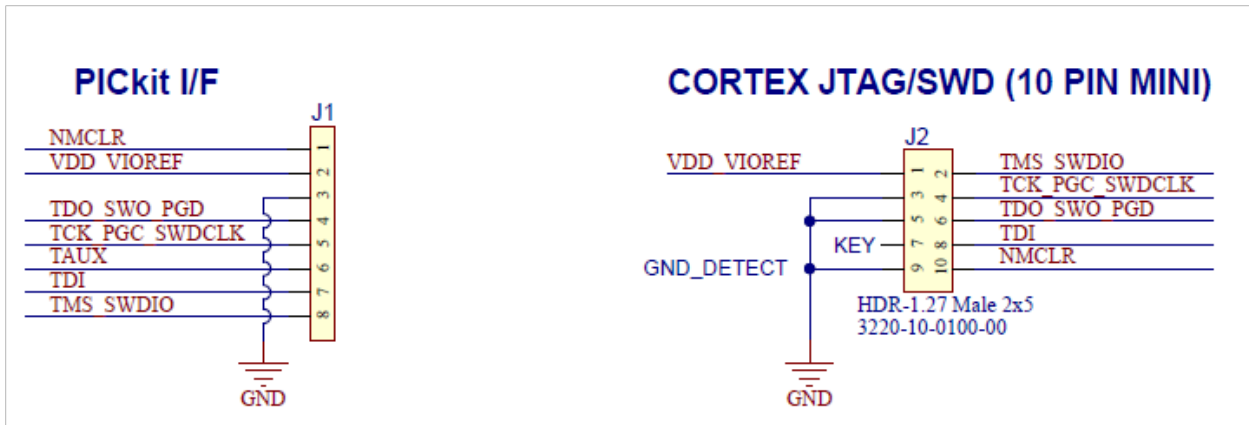 PICkit I/F
J1
NMCLR
1
VDD_VIOREF
2
3
TDO_SWO_PGD
4
TCK_PGC_SWDCLK
5
TAUX
6
TDI
7
TMS_SWDIO
8
GND
CORTEX JTAG/SWD (10 PIN MINI)
J2
VDD_VIOREF
1 2
TMS_SWDIO
3 4
TCK_PGC_SWDCLK
5 6
TDO_SWO_PGD
KEY
7 8
TDI
GND_DETECT
9 10
NMCLR
HDR-1.27 Male 2x5
3220-10-0100-00
GND